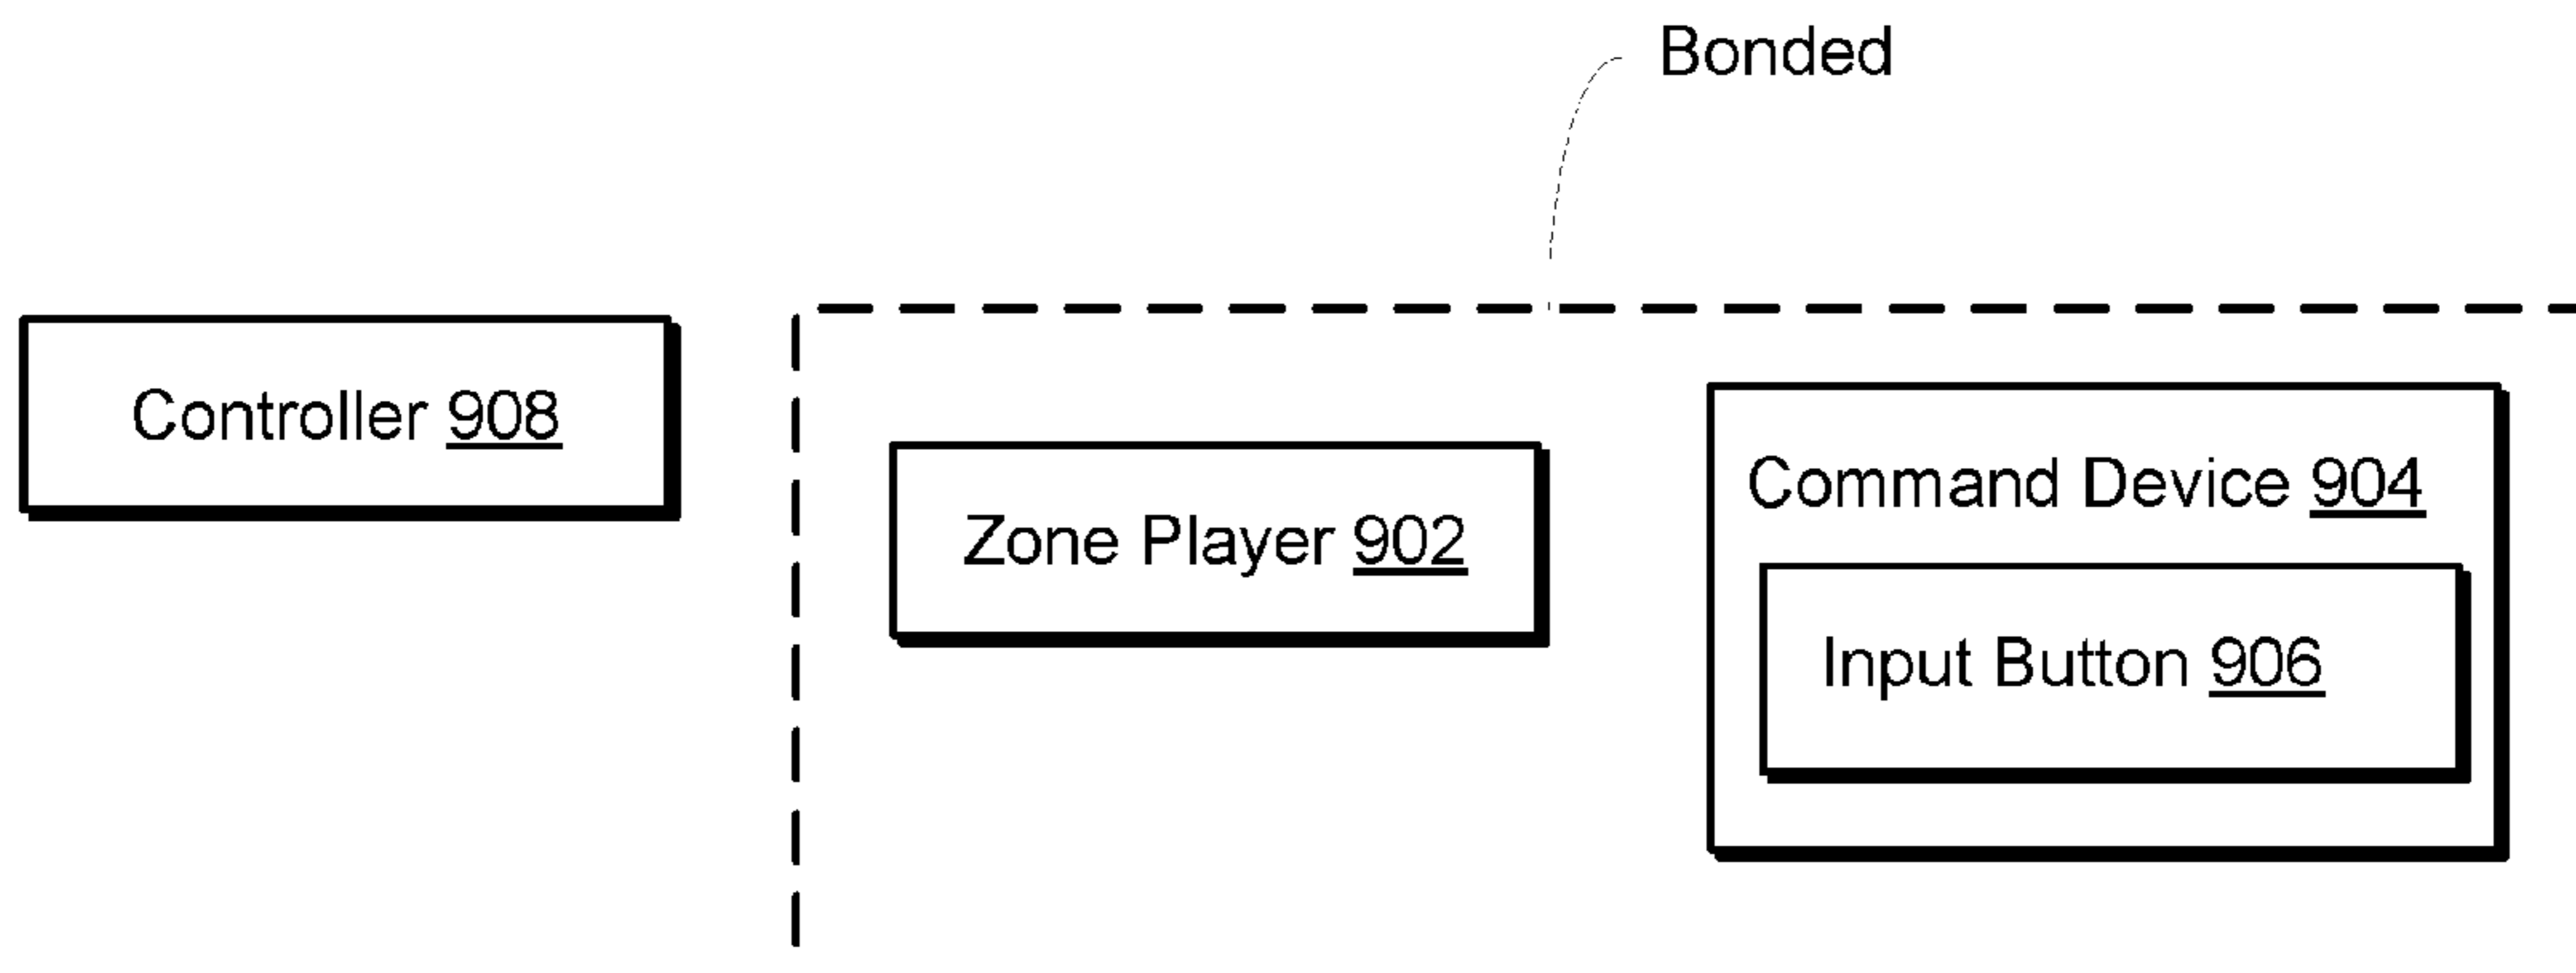 Bonded
Controller 908
Zone Player 902
Command Device 904
Input Button 906